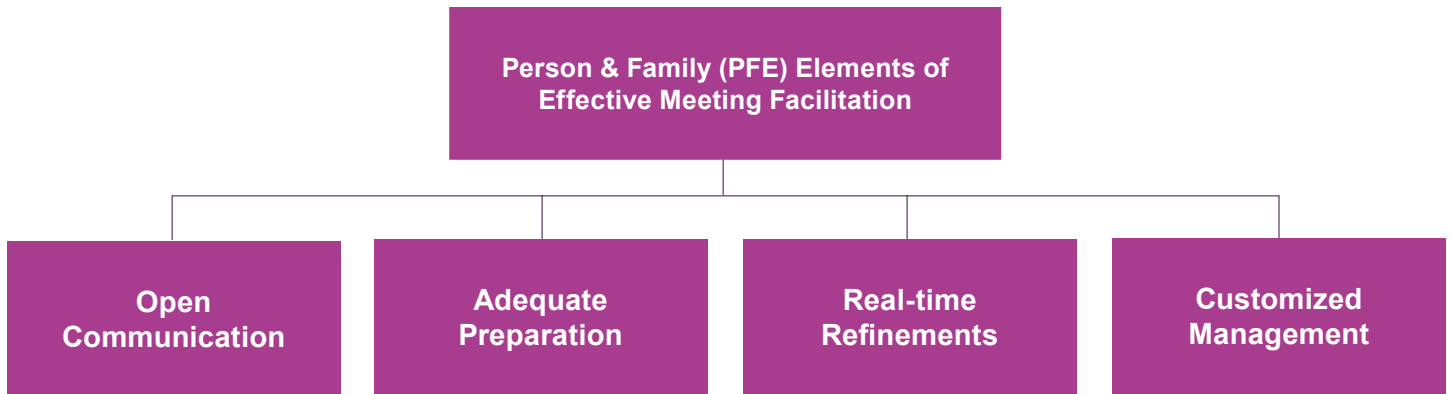 Person & Family (PFE) Elements of
Effective Meeting Facilitation
Open
Communication
Adequate
Preparation
Real-time
Refinements
Customized
Management